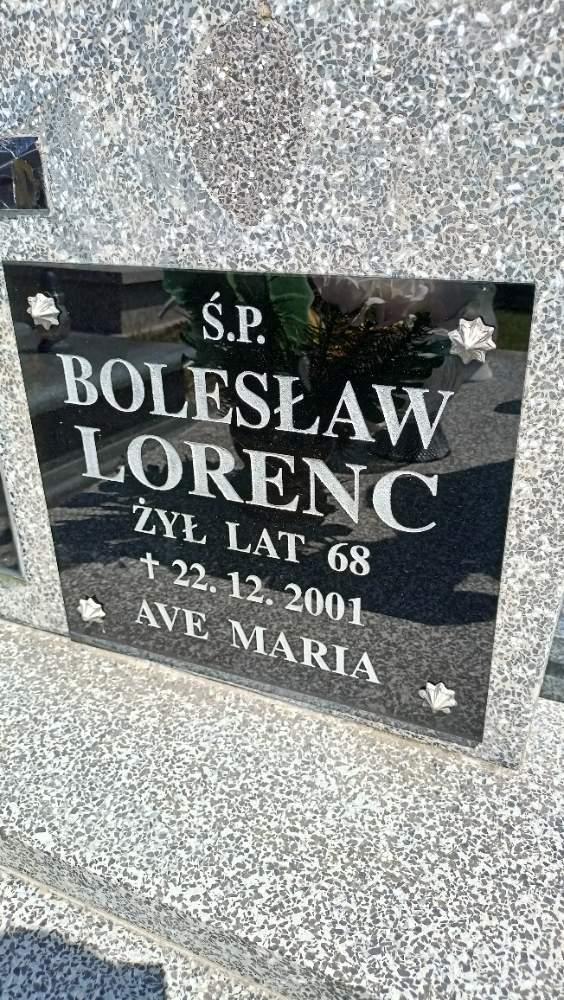 Ś.P.
BOLESŁAW
LORENC
ŻYŁ LAT 68
✝ 22. 12. 2001
AVE MARIA